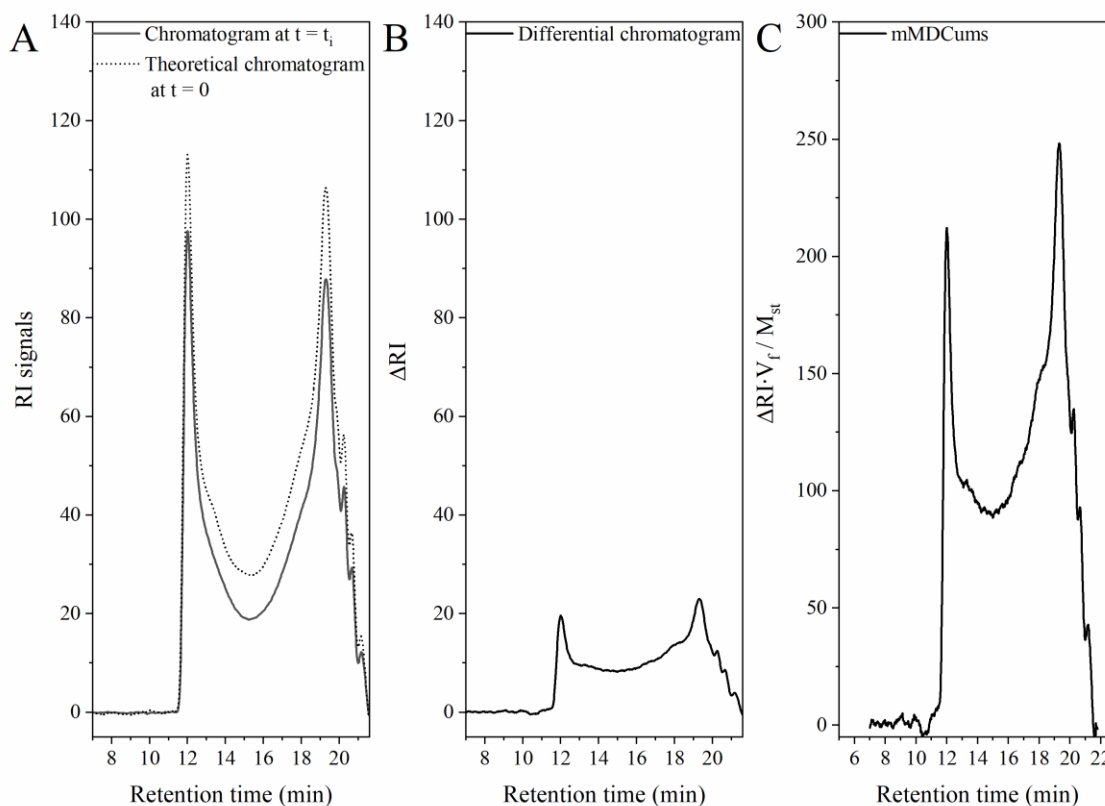 A
Chromatogram at t = tᵢ
Theoretical chromatogram
at t = 0
RI signals
140
120
100
80
60
40
20
0
8 10 12 14 16 18 20
Retention time (min)
B
Differential chromatogram
ΔRI
140
120
100
80
60
40
20
0
8 10 12 14 16 18 20
Retention time (min)
C
mMDCums
ΔRI·V_f / M_st
300
250
200
150
100
50
0
6 8 10 12 14 16 18 20 22
Retention time (min)